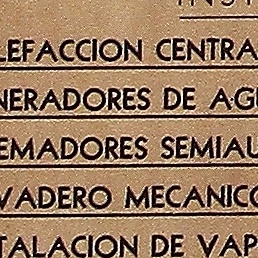 INST
LEFACCION CENTRA
NERADORES DE AGU
EMADORES SEMIAU
VADERO MECANICO
TALACION DE VAP